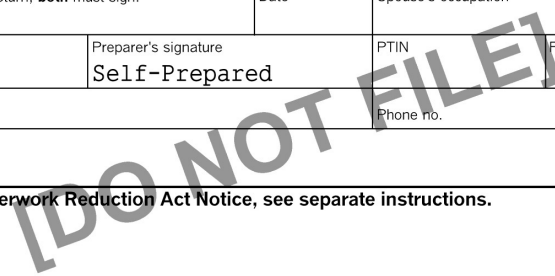 both must sign.
Date
Spouse's occupation
Preparer's signature
PTIN
Self-Prepared
Phone no.
[DO NOT FILE]
erwork Reduction Act Notice, see separate instructions.